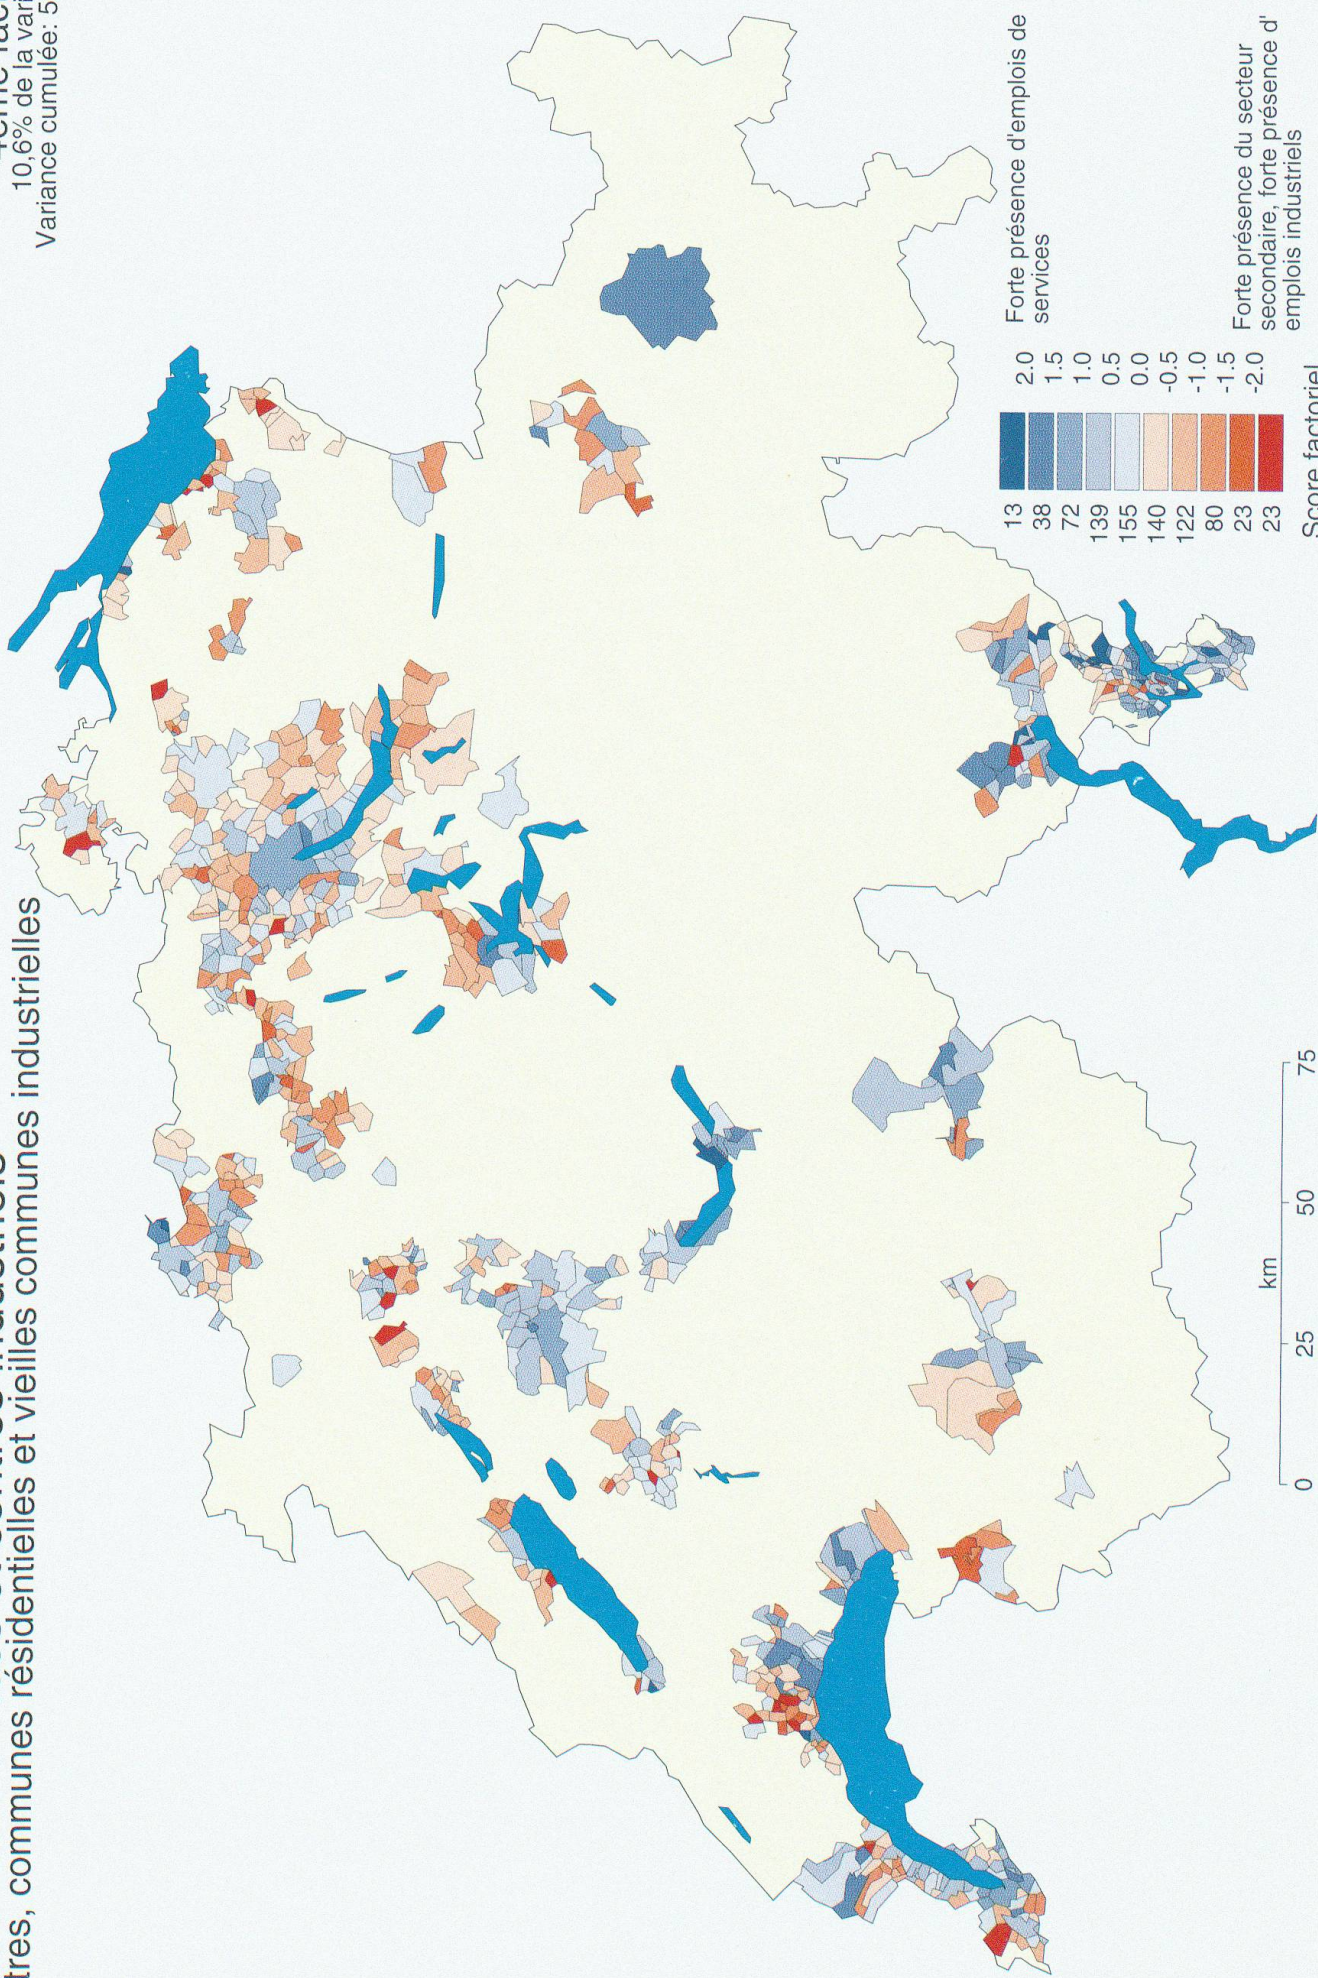 tres, communes résidentielles et vieilles communes industrielles
10,6% de la vari
Variance cumulée: 5
Forte présence d'emplois de
services
Forte présence du secteur
secondaire, forte présence d'
emplois industriels
13
38
72
139
155
140
122
80
23
23
2.0
1.5
1.0
0.5
0.0
-0.5
-1.0
-1.5
-2.0
Score factoriel
0
25
50
75
km